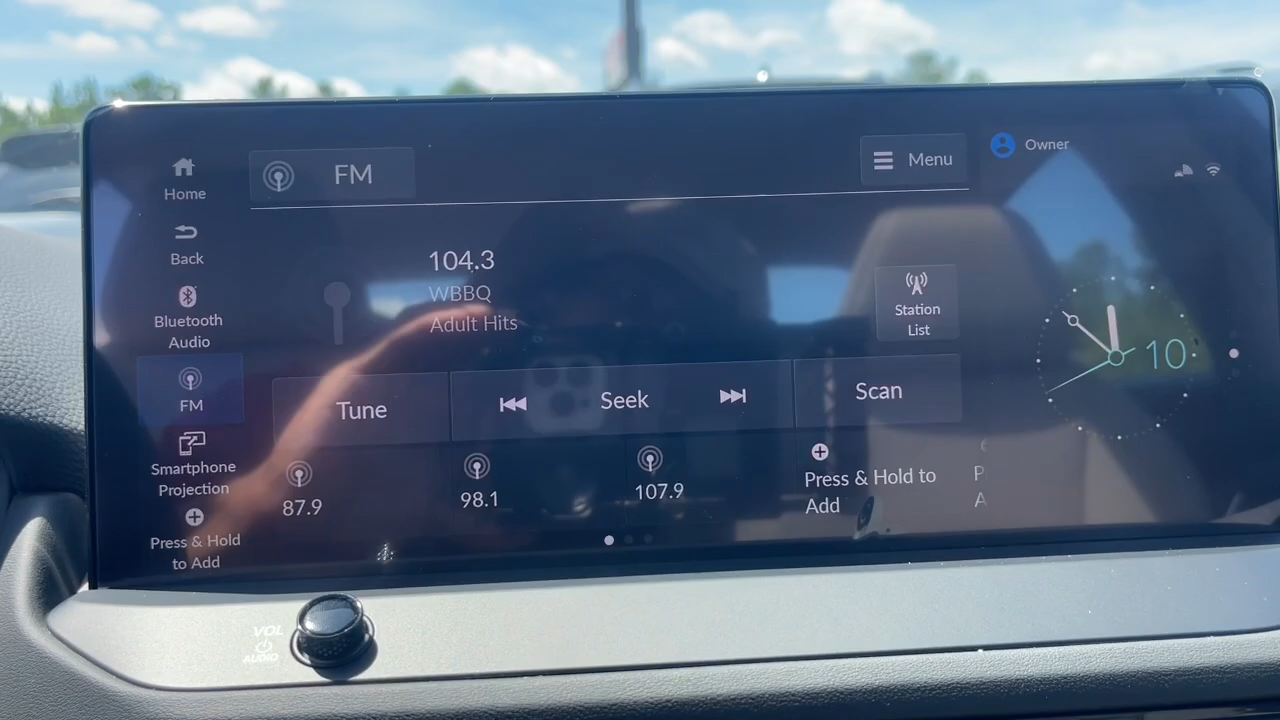 Home
FM
Menu
Owner
Back
104.3
WBBQ
Adult Hits
Bluetooth
Audio
Station
List
10
FM
Tune
Seek
Scan
Smartphone
Projection
87.9
98.1
107.9
Press & Hold to
Add
P
A
Press & Hold
to Add
VOL
AUDIO